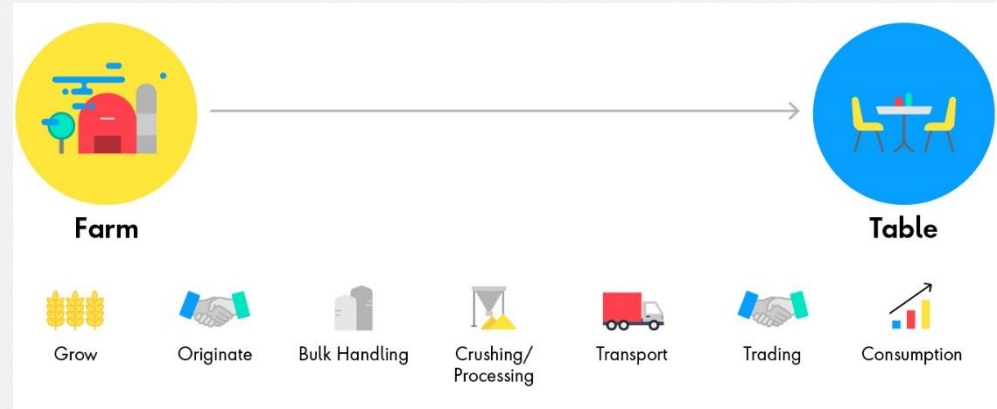 Farm
Table
Grow
Originate
Bulk Handling
Crushing/
Processing
Transport
Trading
Consumption